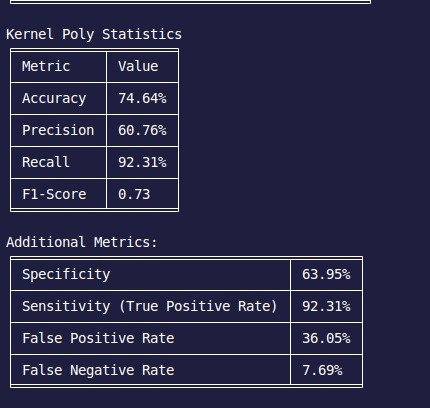 Kernel Poly Statistics
Metric Value
Accuracy 74.64%
Precision 60.76%
Recall 92.31%
F1-Score 0.73
Additional Metrics:
Specificity 63.95%
Sensitivity (True Positive Rate) 92.31%
False Positive Rate 36.05%
False Negative Rate 7.69%